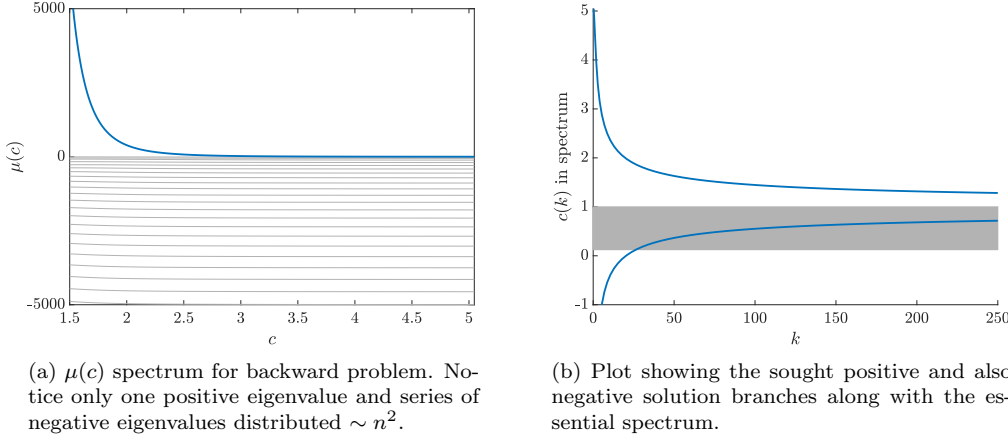 5000
0
-5000
μ(c)
1.5 2 2.5 3 3.5 4 4.5 5
c
5
4
3
2
1
0
-1
c(k) in spectrum
0 50 100 150 200 250
k
(a) μ(c) spectrum for backward problem. No-
tice only one positive eigenvalue and series of
negative eigenvalues distributed ∼ n².
(b) Plot showing the sought positive and also
negative solution branches along with the es-
sential spectrum.